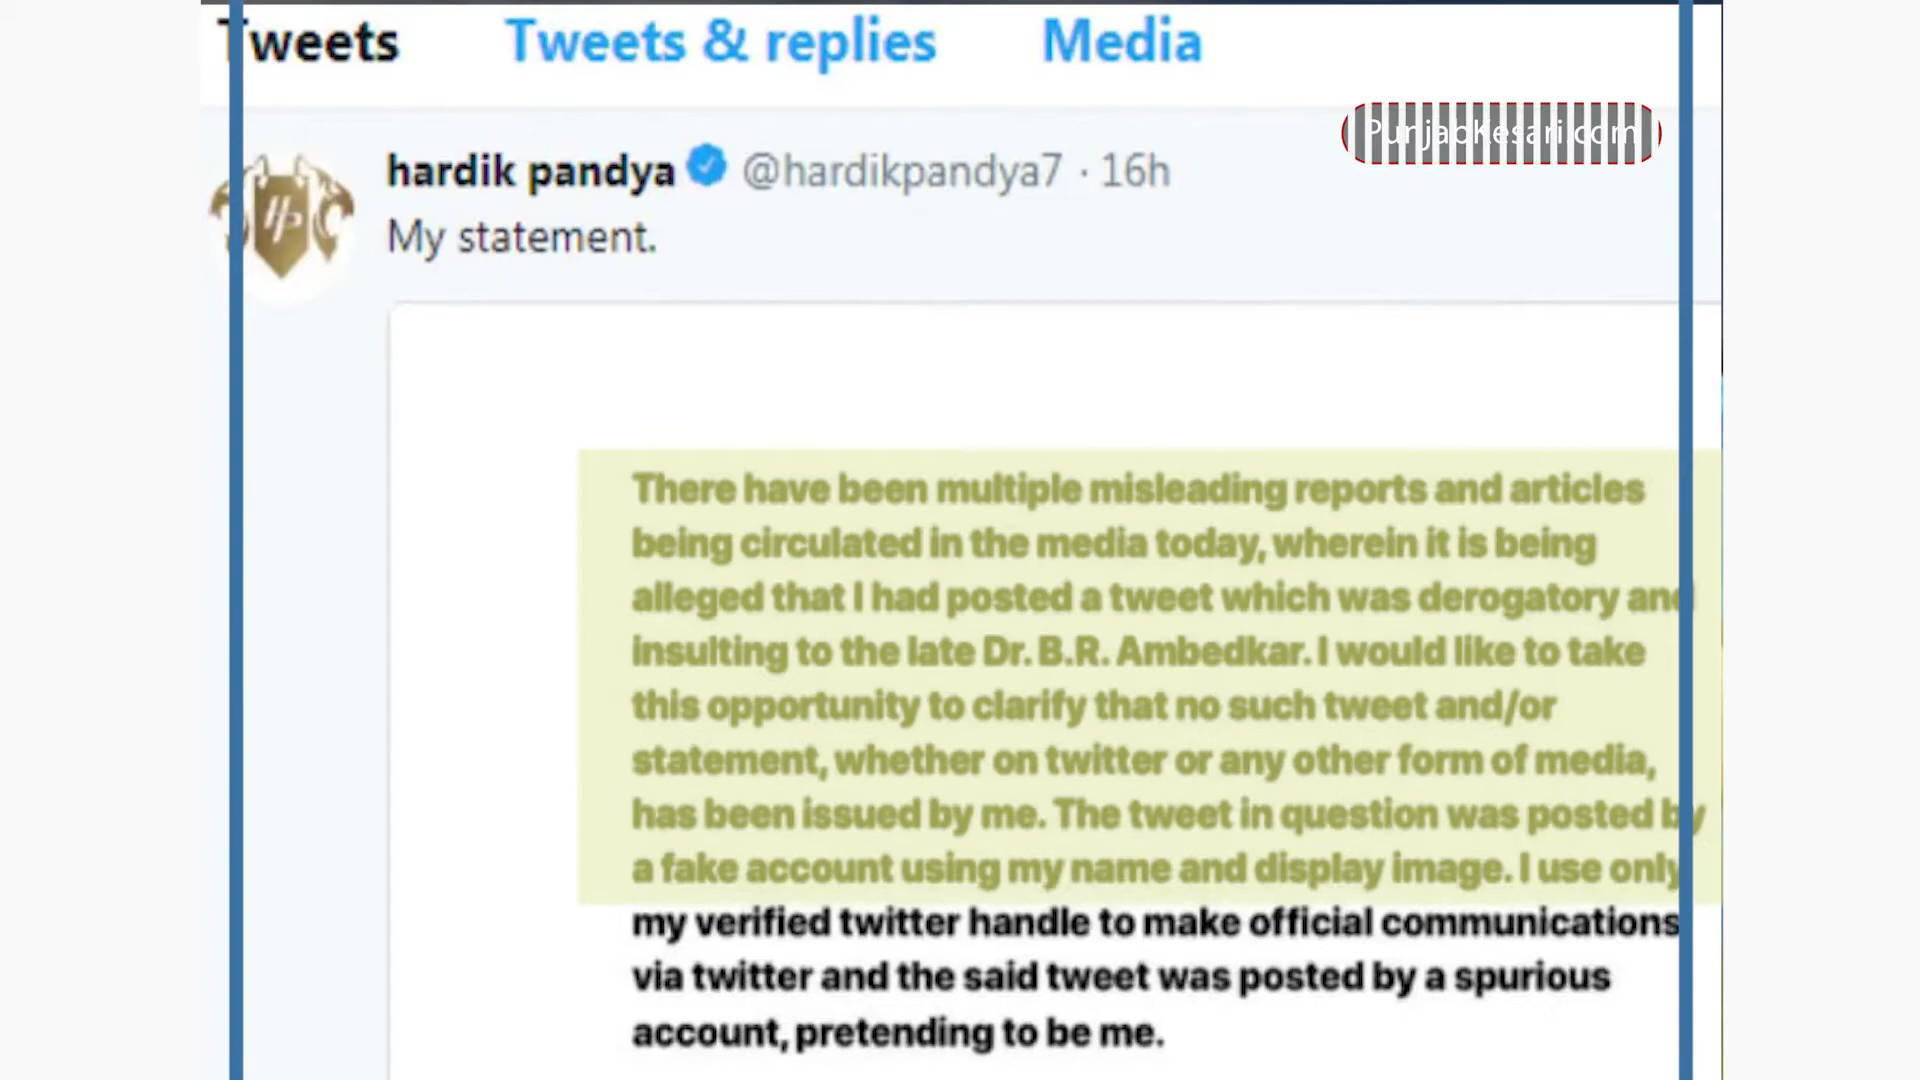 Tweets Tweets & replies Media
PunjabKesari.com
hardik pandya @hardikpandya7 · 16h
My statement.
There have been multiple misleading reports and articles
being circulated in the media today, wherein it is being
alleged that I had posted a tweet which was derogatory and
insulting to the late Dr. B.R. Ambedkar. I would like to take
this opportunity to clarify that no such tweet and/or
statement, whether on twitter or any other form of media,
has been issued by me. The tweet in question was posted by
a fake account using my name and display image. I use only
my verified twitter handle to make official communications
via twitter and the said tweet was posted by a spurious
account, pretending to be me.